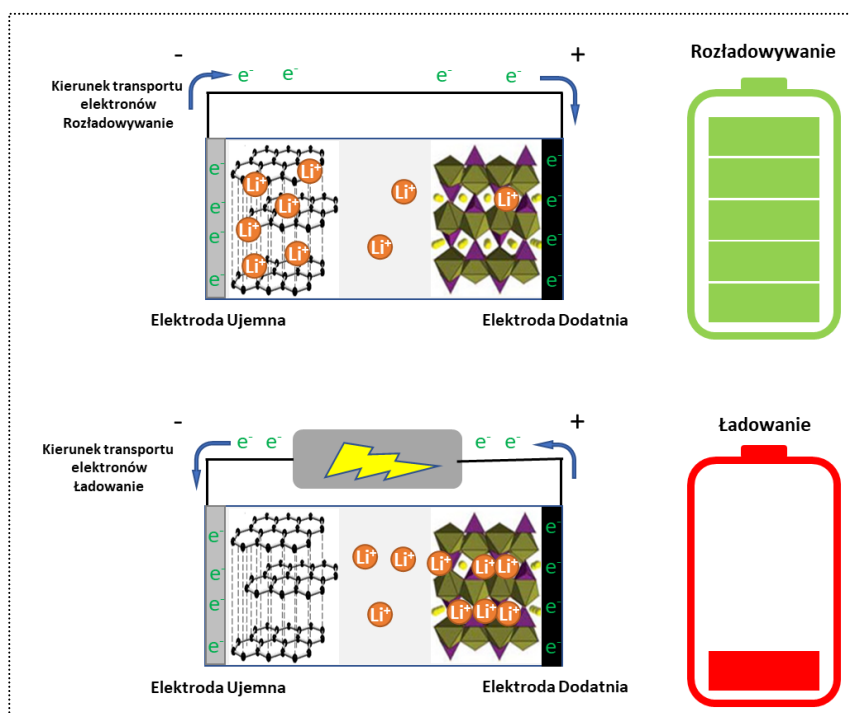 - + Rozładowywanie
e⁻ e⁻ e⁻ e⁻
Kierunek transportu
elektronów
Rozładowywanie
e⁻ Li⁺ Li⁺ Li⁺ e⁻
e⁻ Li⁺ Li⁺ Li⁺ e⁻
e⁻ Li⁺ Li⁺ Li⁺ e⁻
e⁻ Li⁺ e⁻
Elektroda Ujemna Elektroda Dodatnia
- + Ładowanie
e⁻ e⁻ e⁻ e⁻
Kierunek transportu
elektronów
Ładowanie
e⁻ e⁻
e⁻ Li⁺ Li⁺ Li⁺ Li⁺ Li⁺ e⁻
e⁻ Li⁺ Li⁺ Li⁺ Li⁺ e⁻
e⁻ e⁻
Elektroda Ujemna Elektroda Dodatnia